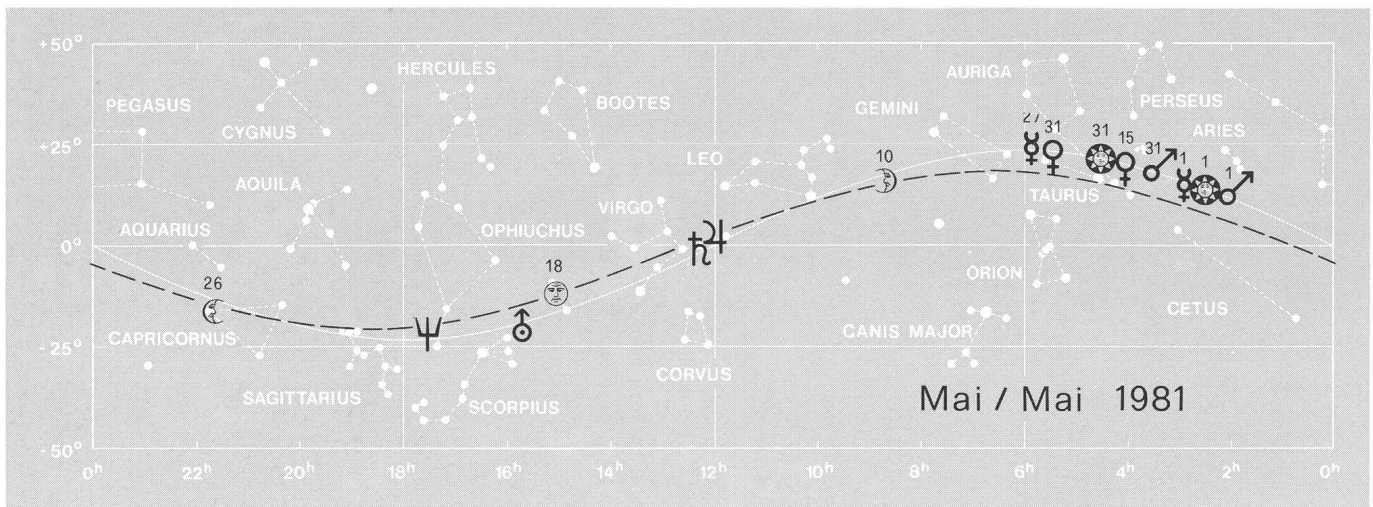 +50°
HERCULES
AURIGA
PEGASUS
BOOTES
GEMINI
PERSEUS
CYGNUS
27 31 31 15 31 1 1 1
ARIES
+25°
LEO
10
AQUILA
TAURUS
VIRGO
AQUARIUS
OPHIUCHUS
0°
18
ORION
26
CETUS
CAPRICORNUS
CANIS MAJOR
-25°
CORVUS
SAGITTARIUS
SCORPIUS
Mai / Mai 1981
-50°
0h 22h 20h 18h 16h 14h 12h 10h 8h 6h 4h 2h 0h